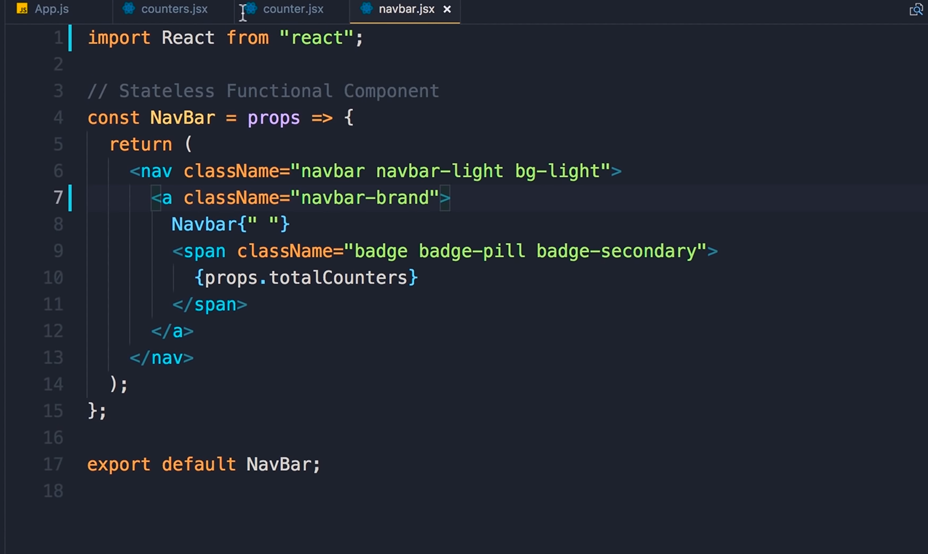 App.js counters.jsx counter.jsx navbar.jsx ×
1 import React from "react";
2
3 // Stateless Functional Component
4 const NavBar = props => {
5 return (
6 <nav className="navbar navbar-light bg-light">
7 <a className="navbar-brand">
8 Navbar{" "}
9 <span className="badge badge-pill badge-secondary">
10 {props.totalCounters}
11 </span>
12 </a>
13 </nav>
14 );
15 };
16
17 export default NavBar;
18